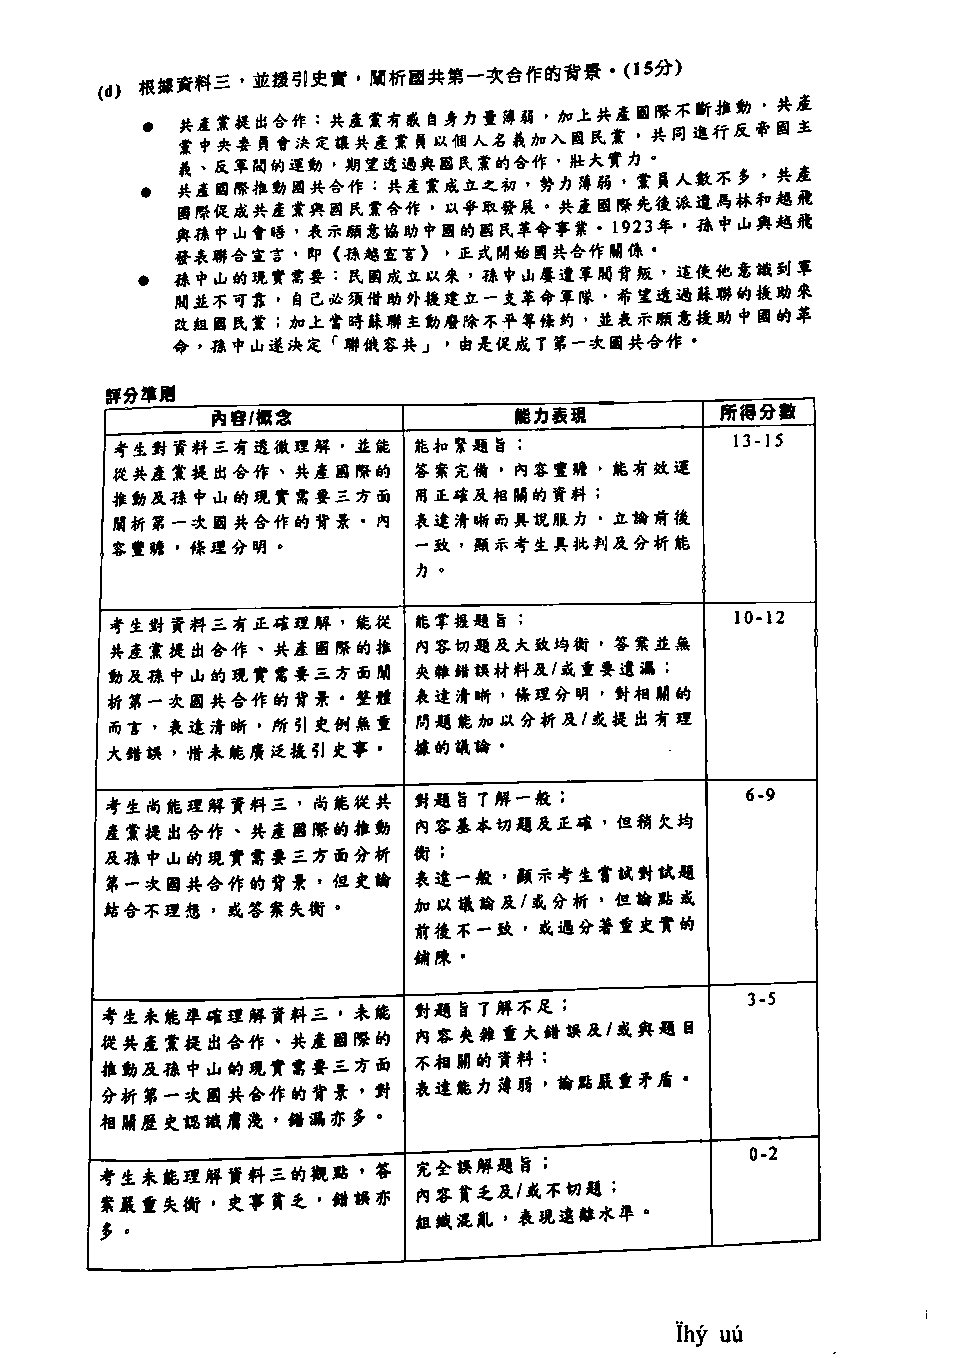 (d) 根據資料三，並援引史實，闡析國共第一次合作的背景。(15分)
● 共產黨提出合作：共產黨有感自身力量薄弱，加上共產國際不斷推動，共產
黨中央委員會決定讓共產黨員以個人名義加入國民黨，共同進行反帝國主
義、反軍閥的運動，期望透過與國民黨的合作，壯大實力。
● 共產國際推動國共合作：共產黨成立之初，勢力薄弱，黨員人數不多，共產
國際促成共產黨與國民黨合作，以爭取發展。共產國際先後派遣馬林和越飛
與孫中山會晤，表示願意協助中國的國民革命事業。1923年，孫中山與越飛
發表聯合宣言，即《孫越宣言》，正式開始國共合作關係。
● 孫中山的現實需要：民國成立以來，孫中山屢遭軍閥背叛，這使他意識到軍
閥並不可靠，自己必須借助外援建立一支革命軍隊，希望透過蘇聯的援助來
改組國民黨；加上當時蘇聯主動廢除不平等條約，並表示願意援助中國的革
命，孫中山遂決定「聯俄容共」，由是促成了第一次國共合作。
評分準則
內容/概念
能力表現
所得分數
考生對資料三有透徹理解，並能
從共產黨提出合作、共產國際的
推動及孫中山的現實需要三方面
闡析第一次國共合作的背景。內
容豐贍，條理分明。
能扣緊題旨；
答案完備，內容豐贍，能有效運
用正確及相關的資料；
表達清晰而具說服力，立論前後
一致，顯示考生具批判及分析能
力。
13-15
考生對資料三有正確理解，能從
共產黨提出合作、共產國際的推
動及孫中山的現實需要三方面闡
析第一次國共合作的背景。整體
而言，表達清晰，所引史例無重
大錯誤，惜未能廣泛援引史事。
能掌握題旨；
內容切題及大致均衡，答案並無
夾雜錯誤材料及/或重要遺漏；
表達清晰，條理分明，對相關的
問題能加以分析及/或提出有理
據的議論。
10-12
考生尚能理解資料三，尚能從共
產黨提出合作、共產國際的推動
及孫中山的現實需要三方面分析
第一次國共合作的背景，但史論
結合不理想，或答案失衡。
對題旨了解一般；
內容基本切題及正確，但稍欠均
衡；
表達一般，顯示考生嘗試對試題
加以議論及/或分析，但論點或
前後不一致，或過分著重史實的
鋪陳。
6-9
考生未能準確理解資料三，未能
從共產黨提出合作、共產國際的
推動及孫中山的現實需要三方面
分析第一次國共合作的背景，對
相關歷史認識膚淺，錯漏亦多。
對題旨了解不足；
內容夾雜重大錯誤及/或與題目
不相關的資料；
表達能力薄弱，論點嚴重矛盾。
3-5
考生未能理解資料三的觀點，答
案嚴重失衡，史事貧乏，錯誤亦
多。
完全誤解題旨；
內容貧乏及/或不切題；
組織混亂，表現遠離水準。
0-2
Ïhý uú